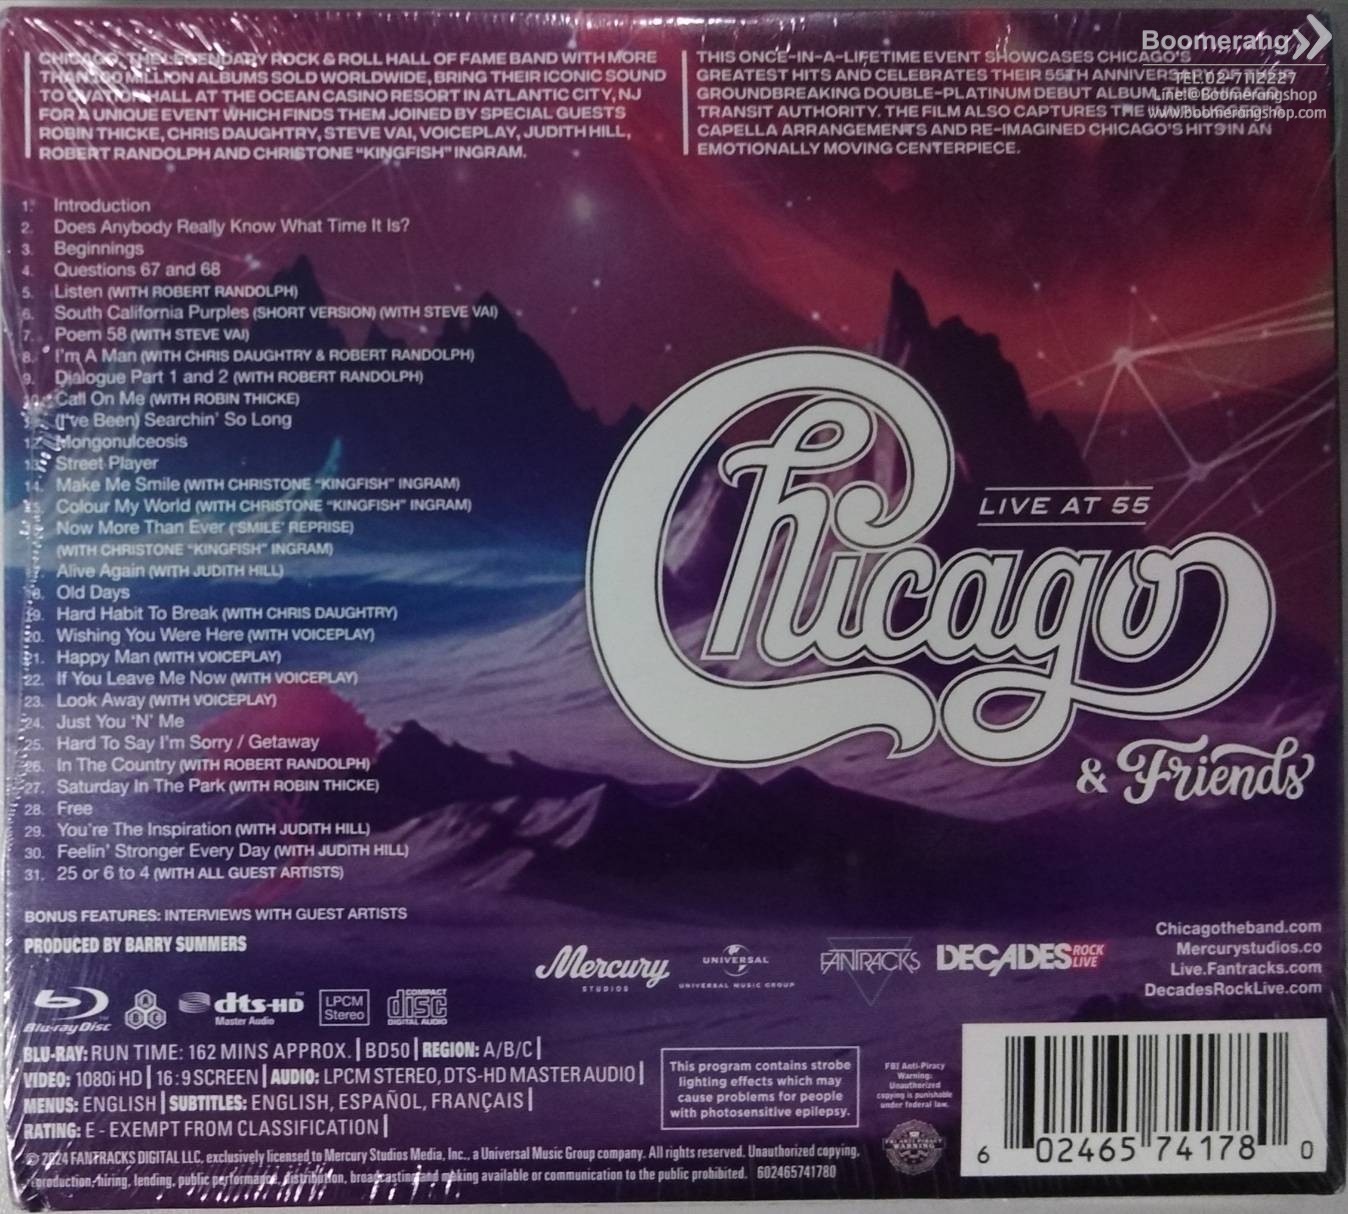 Boomerang
TEL.02-7112227
Line:@Boomerangshop
www.boomerangshop.com
CHICAGO, THE LEGENDARY ROCK & ROLL HALL OF FAME BAND WITH MORE
THAN MILLION ALBUMS SOLD WORLDWIDE, BRING THEIR ICONIC SOUND
TO OVATION HALL AT THE OCEAN CASINO RESORT IN ATLANTIC CITY, NJ
FOR A UNIQUE EVENT WHICH FINDS THEM JOINED BY SPECIAL GUESTS
ROBIN THICKE, CHRIS DAUGHTRY, STEVE VAI, VOICEPLAY, JUDITH HILL,
ROBERT RANDOLPH AND CHRISTONE "KINGFISH" INGRAM.
THIS ONCE-IN-A-LIFETIME EVENT SHOWCASES CHICAGO'S
GREATEST HITS AND CELEBRATES THEIR 55TH ANNIVERSARY OF THE
GROUNDBREAKING DOUBLE-PLATINUM DEBUT ALBUM,
TRANSIT AUTHORITY. THE FILM ALSO CAPTURES THE
CAPELLA ARRANGEMENTS AND RE-IMAGINED CHICAGO'S HITS IN AN
EMOTIONALLY MOVING CENTERPIECE.
1. Introduction
2. Does Anybody Really Know What Time It Is?
3. Beginnings
4. Questions 67 and 68
5. Listen (WITH ROBERT RANDOLPH)
6. South California Purples (SHORT VERSION) (WITH STEVE VAI)
7. Poem 58 (WITH STEVE VAI)
8. I'm A Man (WITH CHRIS DAUGHTRY & ROBERT RANDOLPH)
9. Dialogue Part 1 and 2 (WITH ROBERT RANDOLPH)
10. Call On Me (WITH ROBIN THICKE)
(I've Been) Searchin' So Long
12. Mongonulceosis
13. Street Player
14. Make Me Smile (WITH CHRISTONE "KINGFISH" INGRAM)
15. Colour My World (WITH CHRISTONE "KINGFISH" INGRAM)
Now More Than Ever ('SMILE' REPRISE)
(WITH CHRISTONE "KINGFISH" INGRAM)
Alive Again (WITH JUDITH HILL)
18. Old Days
19. Hard Habit To Break (WITH CHRIS DAUGHTRY)
20. Wishing You Were Here (WITH VOICEPLAY)
21. Happy Man (WITH VOICEPLAY)
22. If You Leave Me Now (WITH VOICEPLAY)
23. Look Away (WITH VOICEPLAY)
24. Just You 'N' Me
25. Hard To Say I'm Sorry / Getaway
26. In The Country (WITH ROBERT RANDOLPH)
27. Saturday In The Park (WITH ROBIN THICKE)
28. Free
29. You're The Inspiration (WITH JUDITH HILL)
30. Feelin' Stronger Every Day (WITH JUDITH HILL)
31. 25 or 6 to 4 (WITH ALL GUEST ARTISTS)
LIVE AT 55
Chicago
& Friends
BONUS FEATURES: INTERVIEWS WITH GUEST ARTISTS
PRODUCED BY BARRY SUMMERS
Mercury
STUDIOS
UNIVERSAL
UNIVERSAL MUSIC GROUP
FANTRACKS
DECADES ROCK LIVE
Chicagotheband.com
Mercurystudios.co
Live.Fantracks.com
DecadesRockLive.com
Blu-ray Disc
ABC
dts-HD
Master Audio
LPCM
Stereo
COMPACT
disc
DIGITAL AUDIO
BLU-RAY: RUN TIME: 162 MINS APPROX. | BD50 | REGION: A/B/C |
VIDEO: 1080i HD | 16:9 SCREEN | AUDIO: LPCM STEREO, DTS-HD MASTER AUDIO |
MENUS: ENGLISH | SUBTITLES: ENGLISH, ESPAÑOL, FRANÇAIS |
RATING: E - EXEMPT FROM CLASSIFICATION |
This program contains strobe
lighting effects which may
cause problems for people
with photosensitive epilepsy.
FBI Anti-Piracy
Warning:
Unauthorized
copying is punishable
under federal law.
FBI ANTI-PIRACY
WARNING
© 2024 FANTRACKS DIGITAL LLC, exclusively licensed to Mercury Studios Media, Inc., a Universal Music Group company. All rights reserved. Unauthorized copying,
reproduction, hiring, lending, public performance, distribution, broadcasting and making available or communication to the public prohibited. 602465741780
6 02465 74178 0